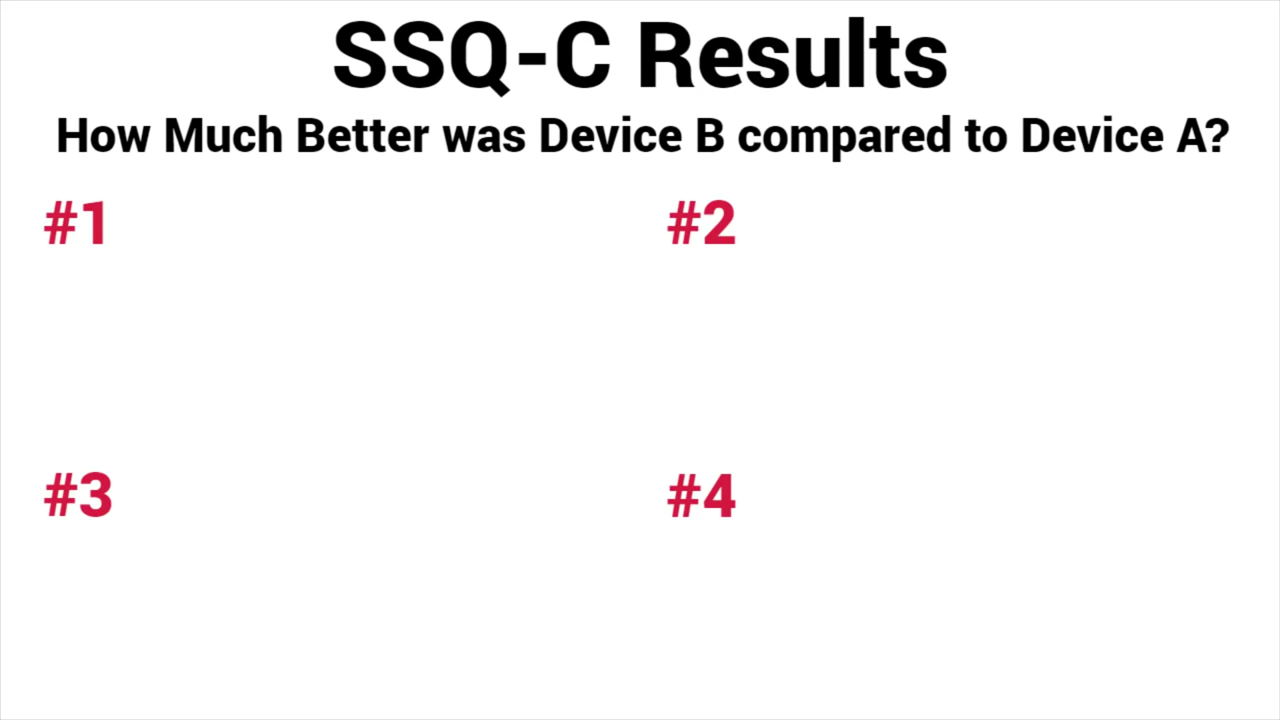 SSQ-C Results
How Much Better was Device B compared to Device A?
#1
#2
#3
#4